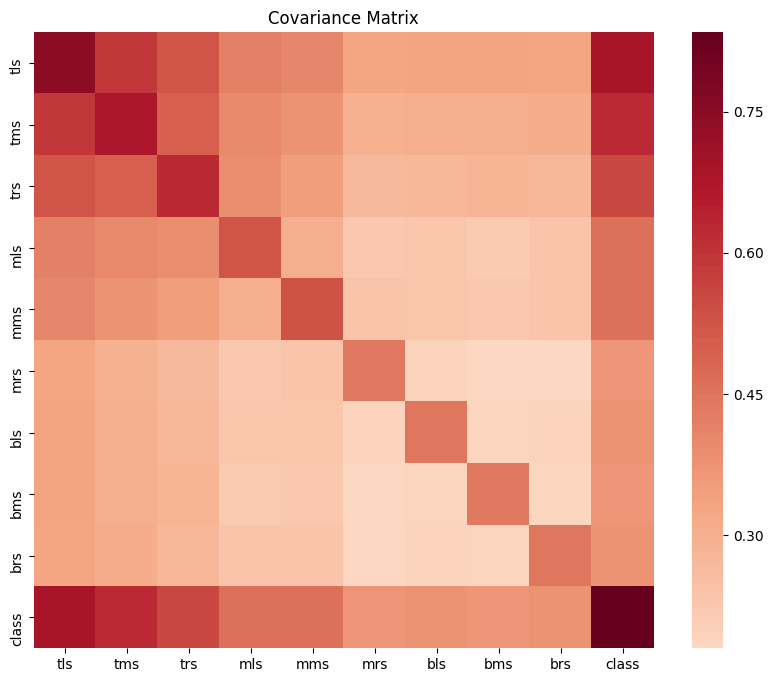 Covariance Matrix
tls
tms
trs
mls
mms
mrs
bls
bms
brs
class
tls tms trs mls mms mrs bls bms brs class
0.75
0.60
0.45
0.30